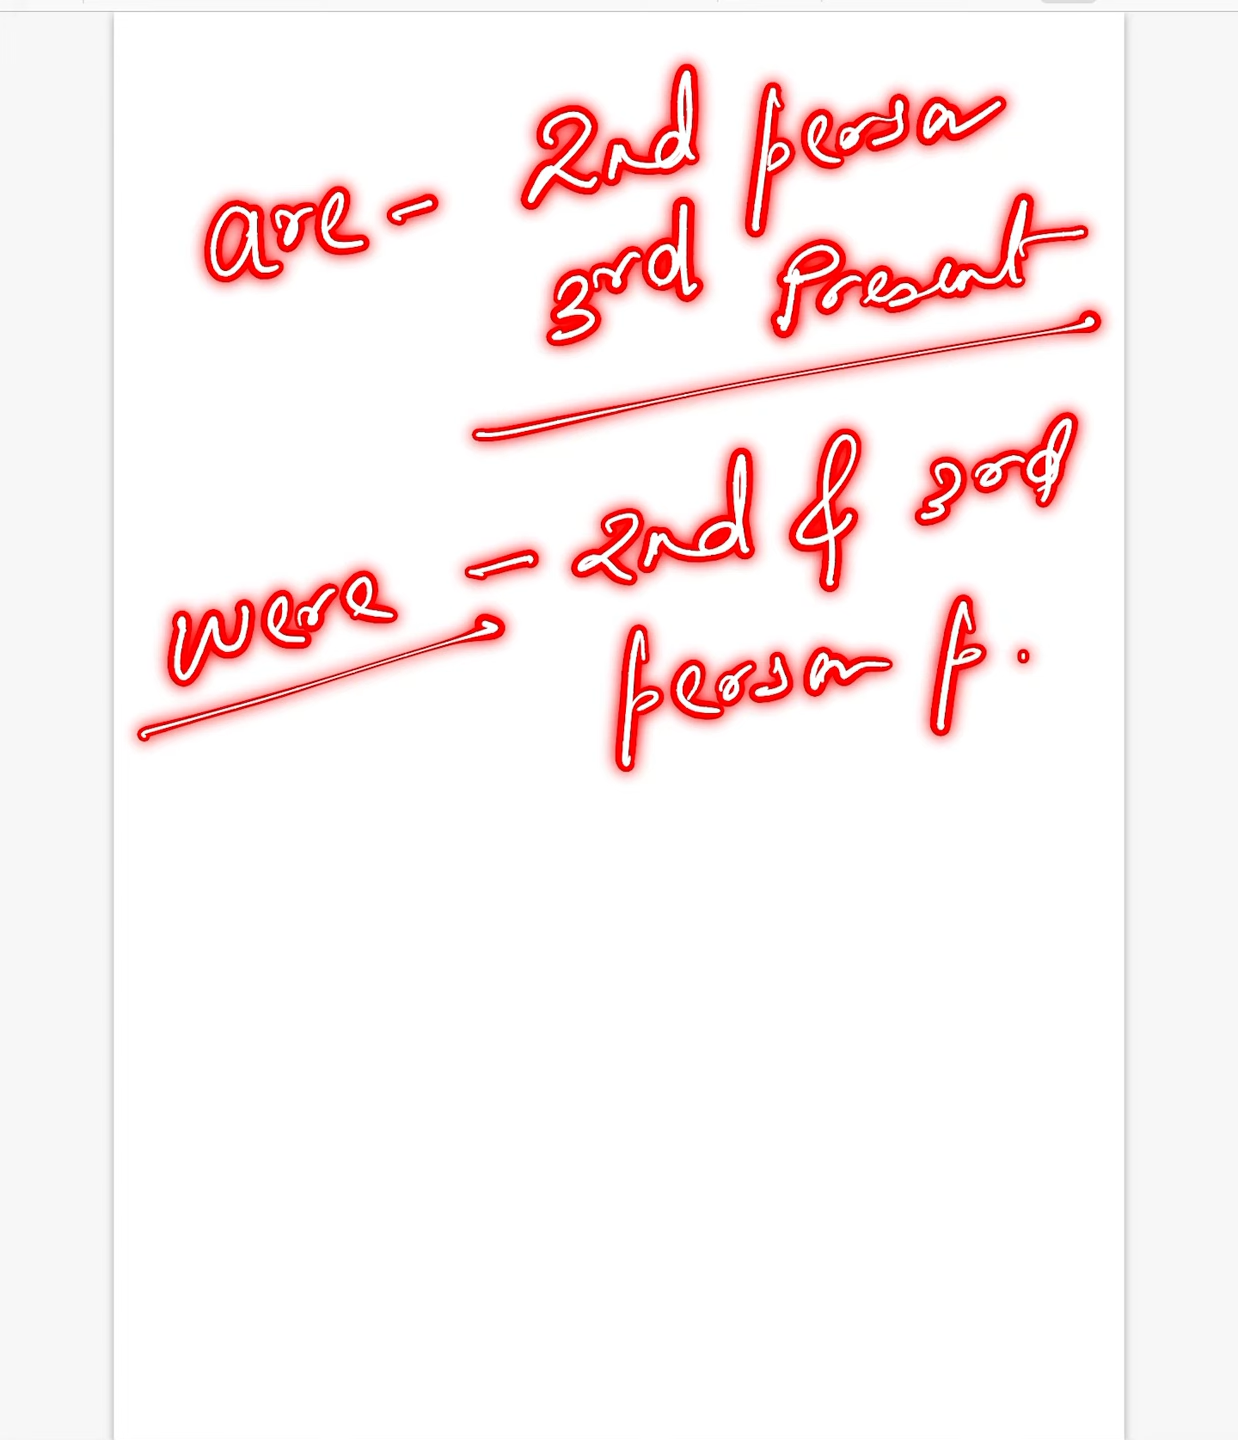 are - 2nd person
3rd Present
were - 2nd & 3rd
person p.